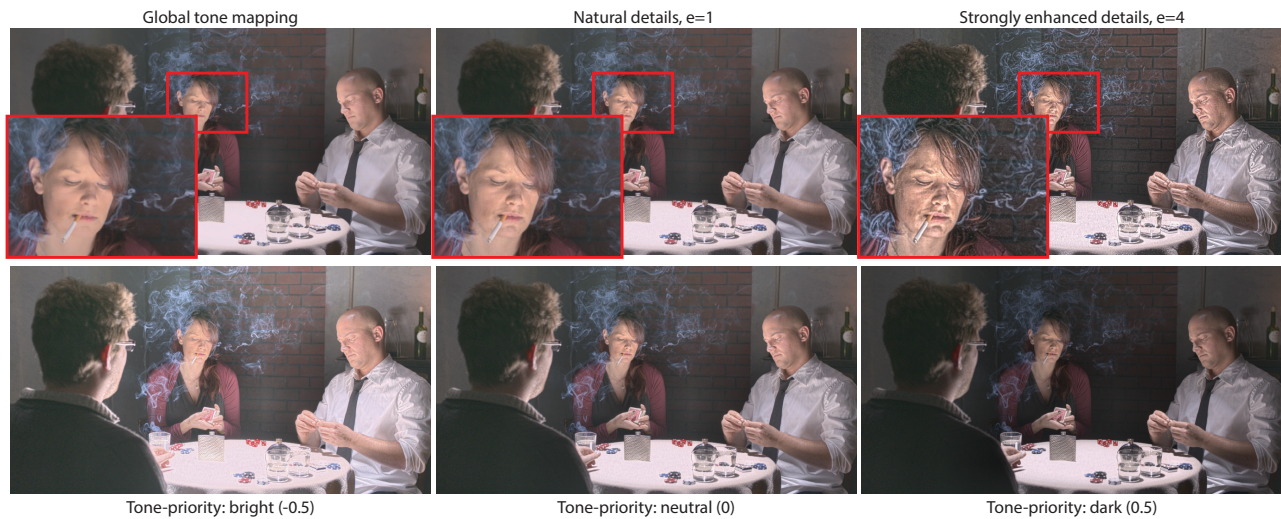 Global tone mapping
Natural details, e=1
Strongly enhanced details, e=4
Tone-priority: bright (-0.5)
Tone-priority: neutral (0)
Tone-priority: dark (0.5)